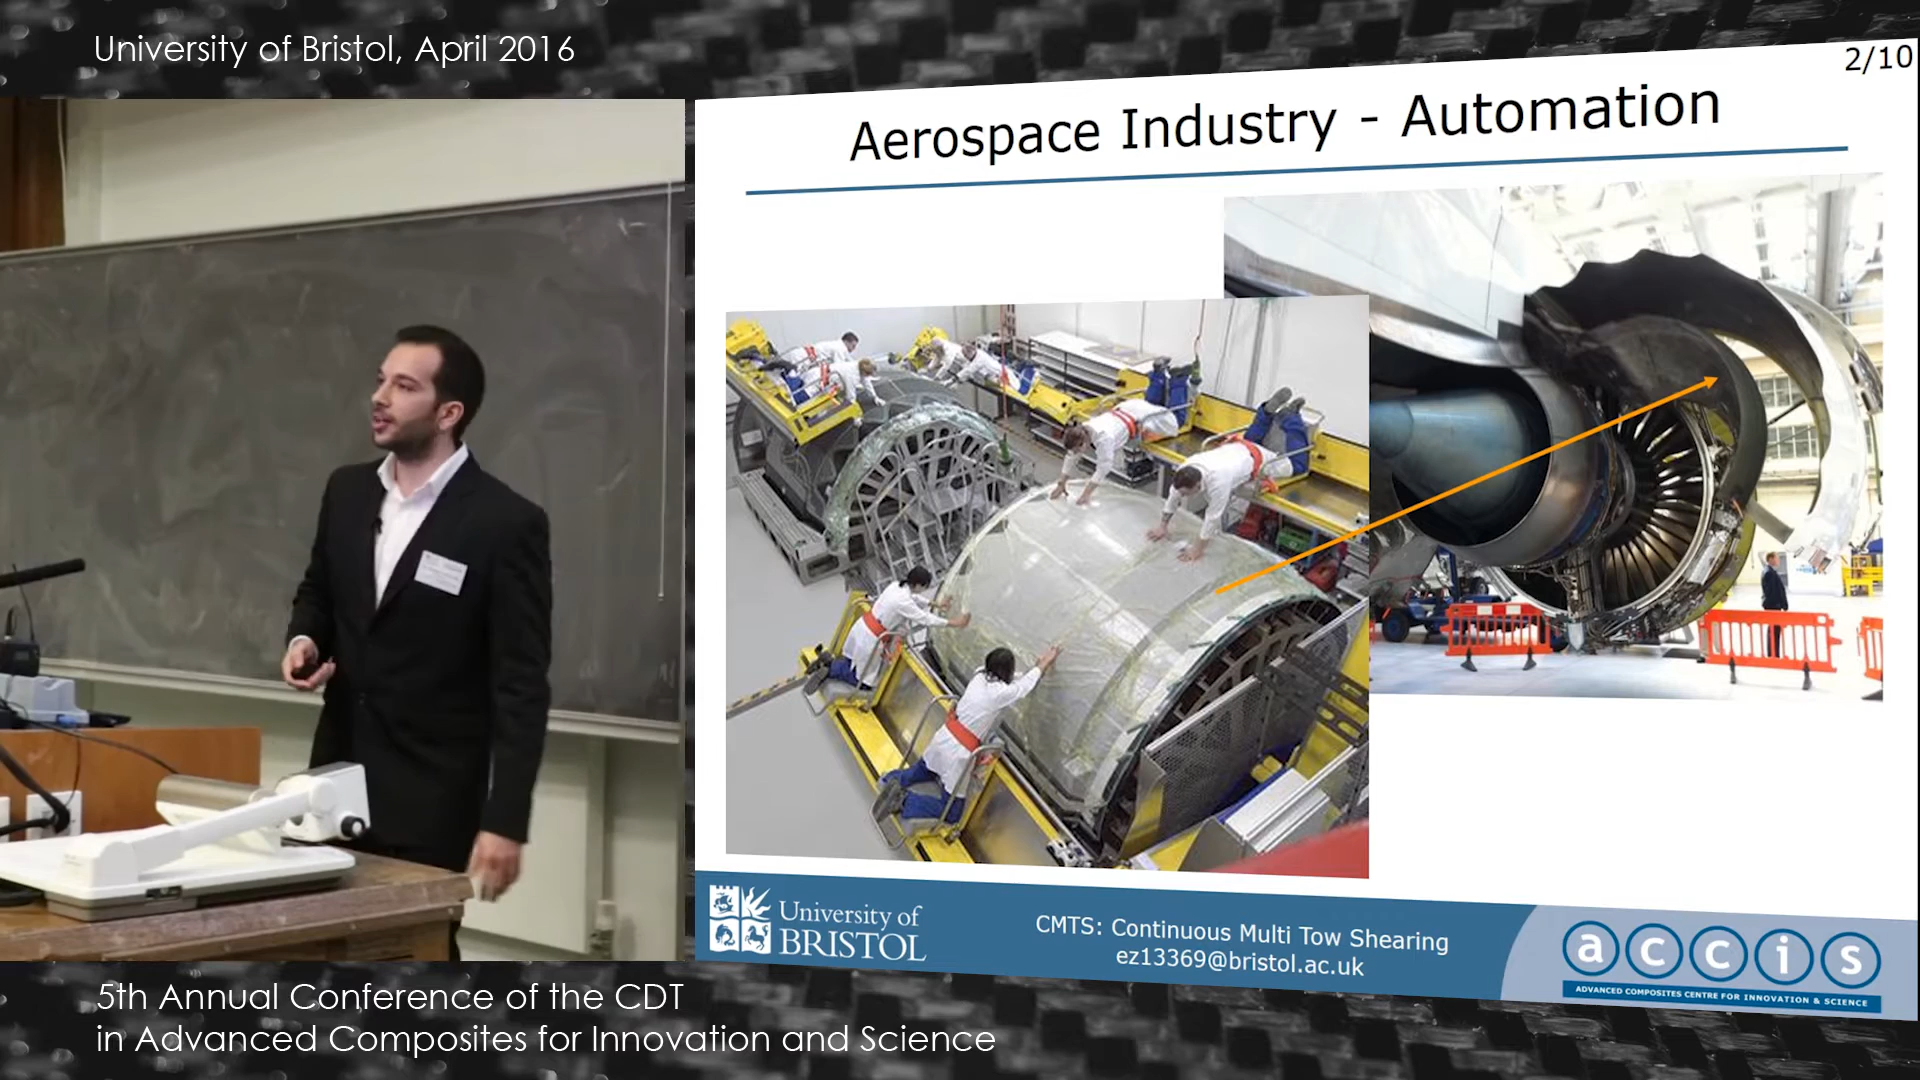 University of Bristol, April 2016
2/10
Aerospace Industry - Automation
University of
BRISTOL
CMTS: Continuous Multi Tow Shearing
ez13369@bristol.ac.uk
accis
ADVANCED COMPOSITES CENTRE FOR INNOVATION & SCIENCE
5th Annual Conference of the CDT
in Advanced Composites for Innovation and Science